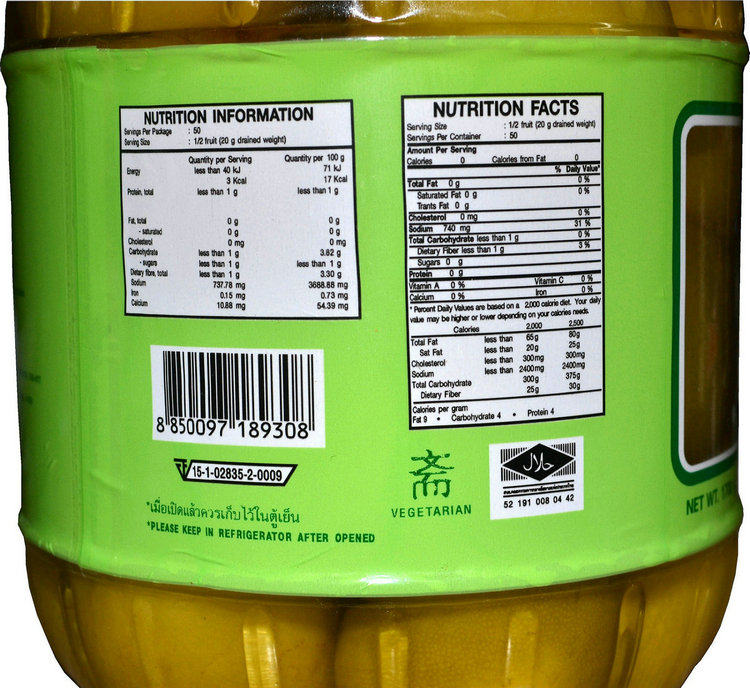 NUTRITION INFORMATION
Servings Per Package : 50
Serving Size : 1/2 fruit (20 g drained weight)
Quantity per Serving Quantity per 100 g
Energy less than 40 kJ 71 kJ
3 Kcal 17 Kcal
Protein, total less than 1 g less than 1 g
Fat, total 0 g 0 g
- saturated 0 g 0 g
Cholesterol 0 mg 0 mg
Carbohydrate less than 1 g 3.62 g
- sugars less than 1 g less than 1 g
Dietary fibre, total less than 1 g 3.30 g
Sodium 737.78 mg 3688.88 mg
Iron 0.15 mg 0.73 mg
Calcium 10.88 mg 54.39 mg
8 850097 189308
15-1-02835-2-0009
*เมื่อเปิดแล้วควรเก็บไว้ในตู้เย็น
*PLEASE KEEP IN REFRIGERATOR AFTER OPENED
NUTRITION FACTS
Serving Size : 1/2 fruit (20 g drained weight)
Servings Per Container : 50
Amount Per Serving
Calories 0 Calories from Fat 0
% Daily Value*
Total Fat 0 g 0 %
Saturated Fat 0 g 0 %
Trants Fat 0 g
Cholesterol 0 mg 0 %
Sodium 740 mg 31 %
Total Carbohydrate less than 1 g 0 %
Dietary Fiber less than 1 g 3 %
Sugars 0 g
Protein 0 g
Vitamin A 0 % Vitamin C 0 %
Calcium 0 % Iron 0 %
* Percent Daily Values are based on a 2,000 calorie diet. Your daily
value may be higher or lower depending on your calories needs.
Calories 2,000 2,500
Total Fat less than 65g 80g
Sat Fat less than 20g 25g
Cholesterol less than 300mg 300mg
Sodium less than 2400mg 2400mg
Total Carbohydrate 300g 375g
Dietary Fiber 25g 30g
Calories per gram
Fat 9 • Carbohydrate 4 • Protein 4
斋
VEGETARIAN
حلال
52 191 008 04 42
NET WT.